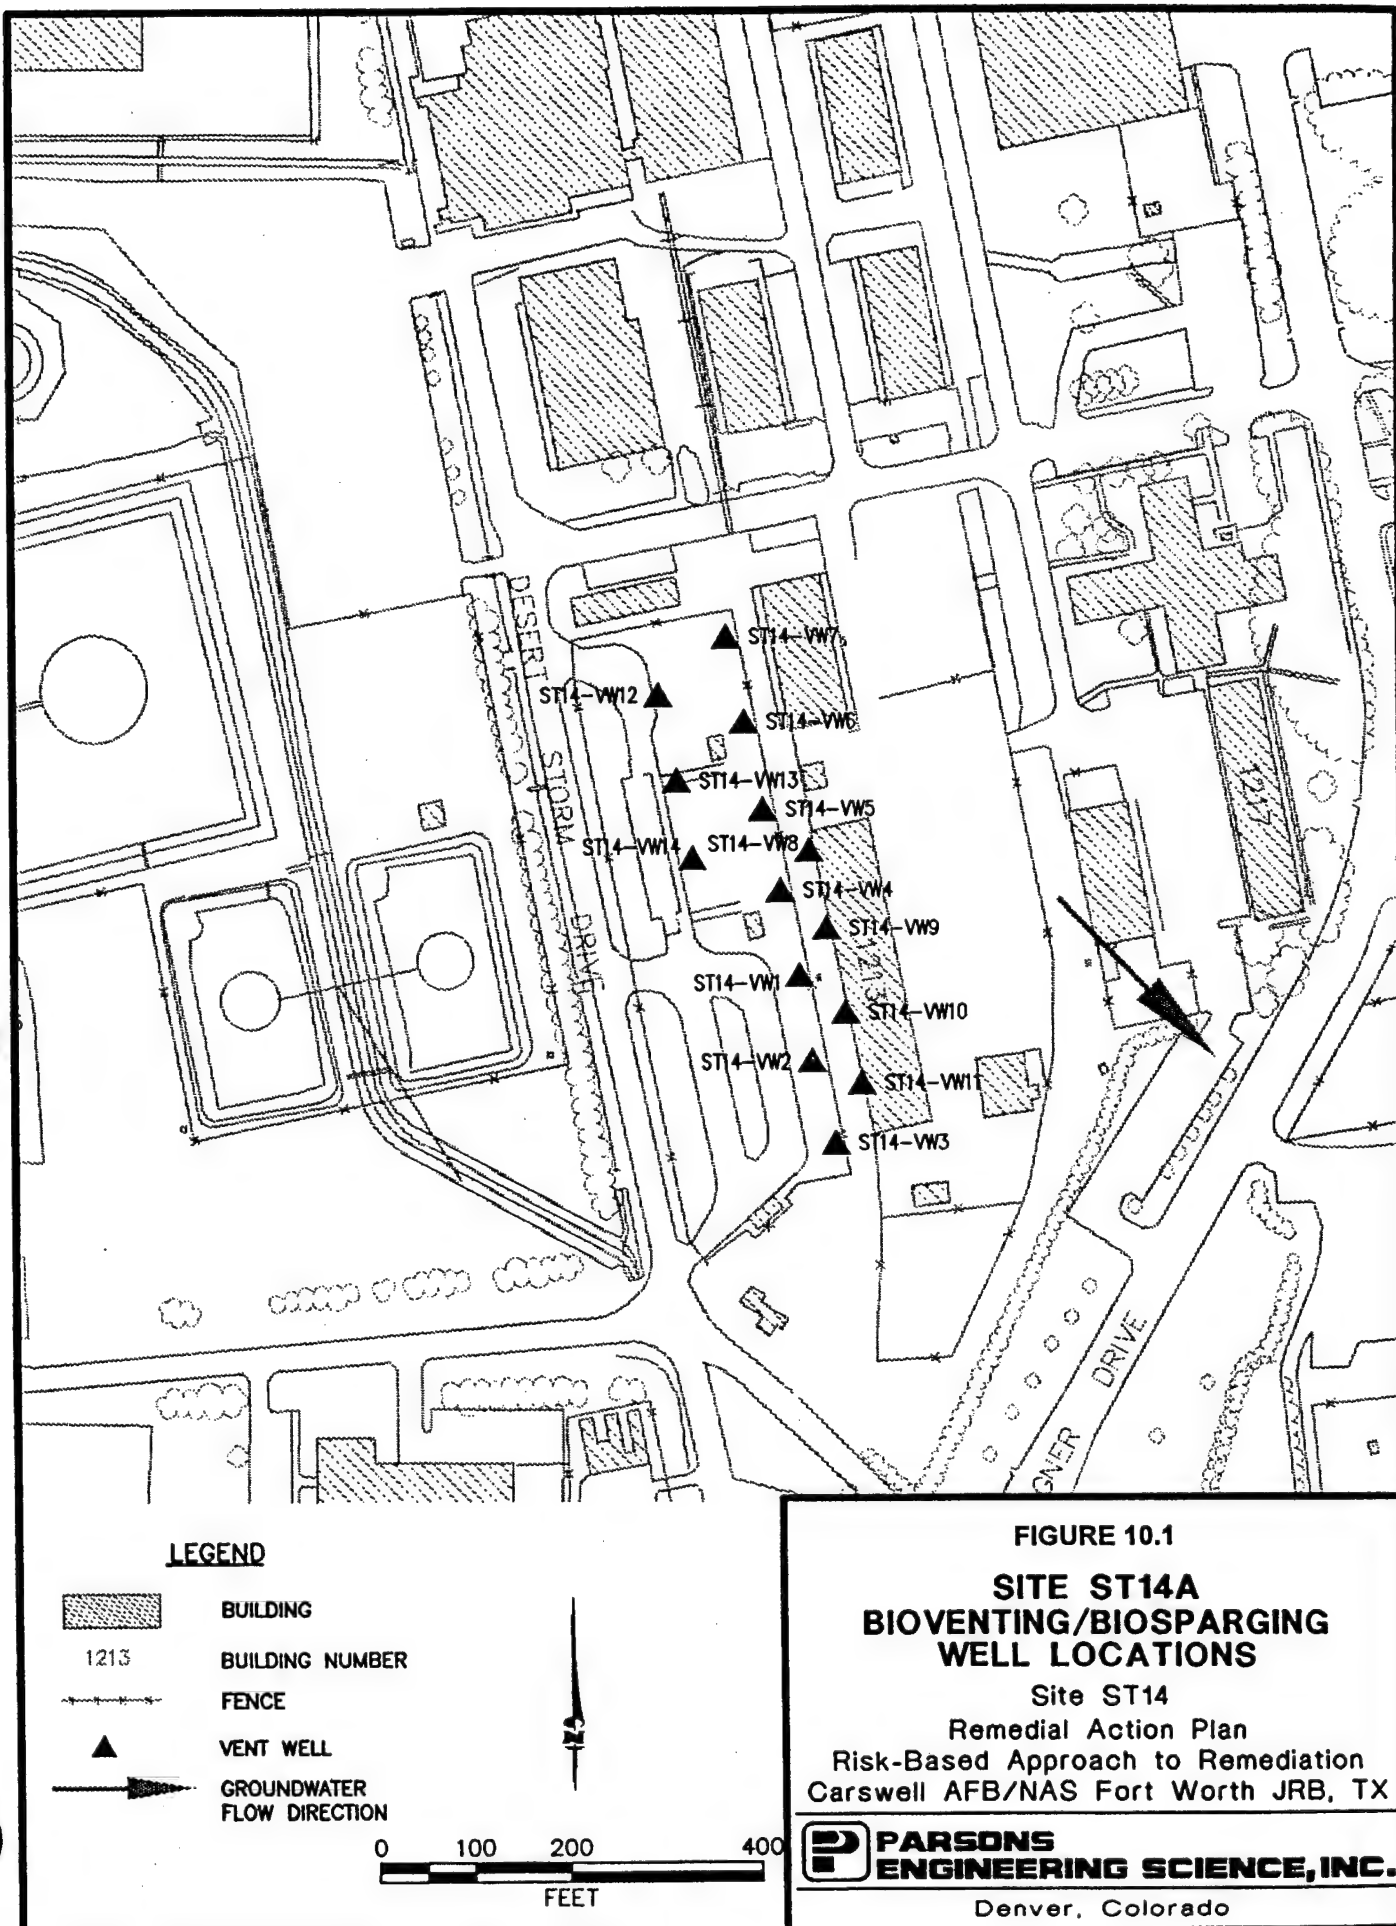 DESERT
STORM
DRIVE
ST14-VW7
ST14-VW12
ST14-VW6
ST14-VW13
ST14-VW5
ST14-VW14
ST14-VW8
ST14-VW4
ST14-VW9
ST14-VW1
ST14-VW10
ST14-VW2
ST14-VW11
ST14-VW3
1213
1217
GNER DRIVE
LEGEND
BUILDING
1213 BUILDING NUMBER
FENCE
VENT WELL
GROUNDWATER
FLOW DIRECTION
0 100 200 400
FEET
FIGURE 10.1
SITE ST14A
BIOVENTING/BIOSPARGING
WELL LOCATIONS
Site ST14
Remedial Action Plan
Risk-Based Approach to Remediation
Carswell AFB/NAS Fort Worth JRB, TX
PARSONS
ENGINEERING SCIENCE, INC.
Denver, Colorado